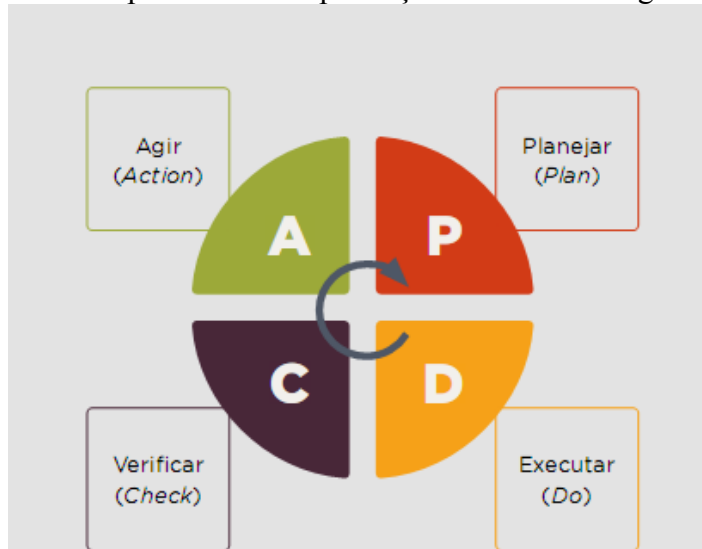 Agir
(Action)
Planejar
(Plan)
A
P
C
D
Verificar
(Check)
Executar
(Do)